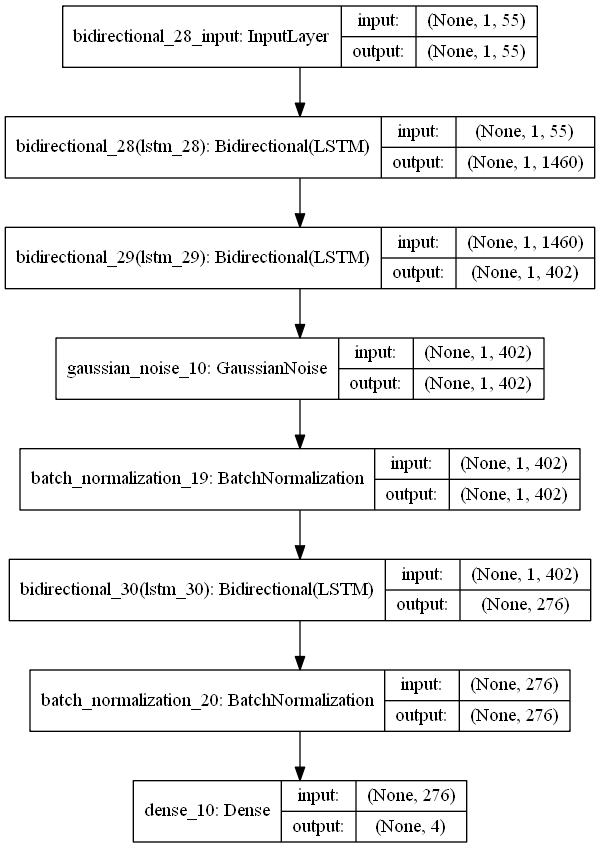 bidirectional_28_input: InputLayer
input:
(None, 1, 55)
output:
(None, 1, 55)
bidirectional_28(lstm_28): Bidirectional(LSTM)
input:
(None, 1, 55)
output:
(None, 1, 1460)
bidirectional_29(lstm_29): Bidirectional(LSTM)
input:
(None, 1, 1460)
output:
(None, 1, 402)
gaussian_noise_10: GaussianNoise
input:
(None, 1, 402)
output:
(None, 1, 402)
batch_normalization_19: BatchNormalization
input:
(None, 1, 402)
output:
(None, 1, 402)
bidirectional_30(lstm_30): Bidirectional(LSTM)
input:
(None, 1, 402)
output:
(None, 276)
batch_normalization_20: BatchNormalization
input:
(None, 276)
output:
(None, 276)
dense_10: Dense
input:
(None, 276)
output:
(None, 4)